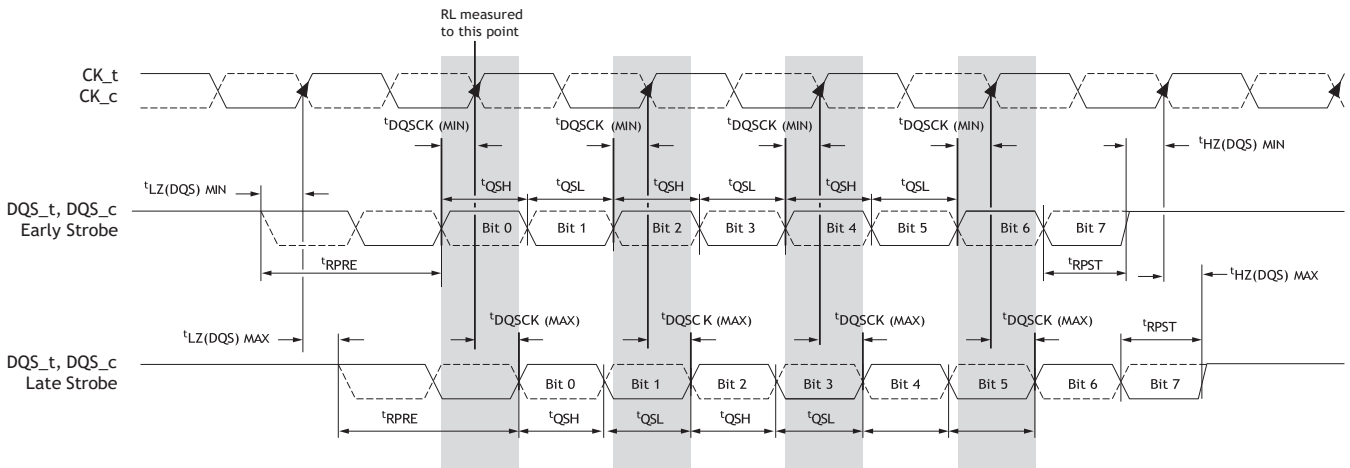 RL measured
to this point
CK_t
CK_c
tDQSCK (MIN) tDQSCK (MIN) tDQSCK (MIN) tDQSCK (MIN)
tHZ(DQS) MIN
tLZ(DQS) MIN
tQSH tQSL tQSH tQSL tQSH tQSL
DQS_t, DQS_c
Early Strobe
Bit 0 Bit 1 Bit 2 Bit 3 Bit 4 Bit 5 Bit 6 Bit 7
tRPRE tRPST
tHZ(DQS) MAX
tLZ(DQS) MAX
tDQSCK (MAX) tDQSCK (MAX) tDQSCK (MAX) tDQSCK (MAX)
tRPST
DQS_t, DQS_c
Late Strobe
Bit 0 Bit 1 Bit 2 Bit 3 Bit 4 Bit 5 Bit 6 Bit 7
tRPRE tQSH tQSL tQSH tQSL